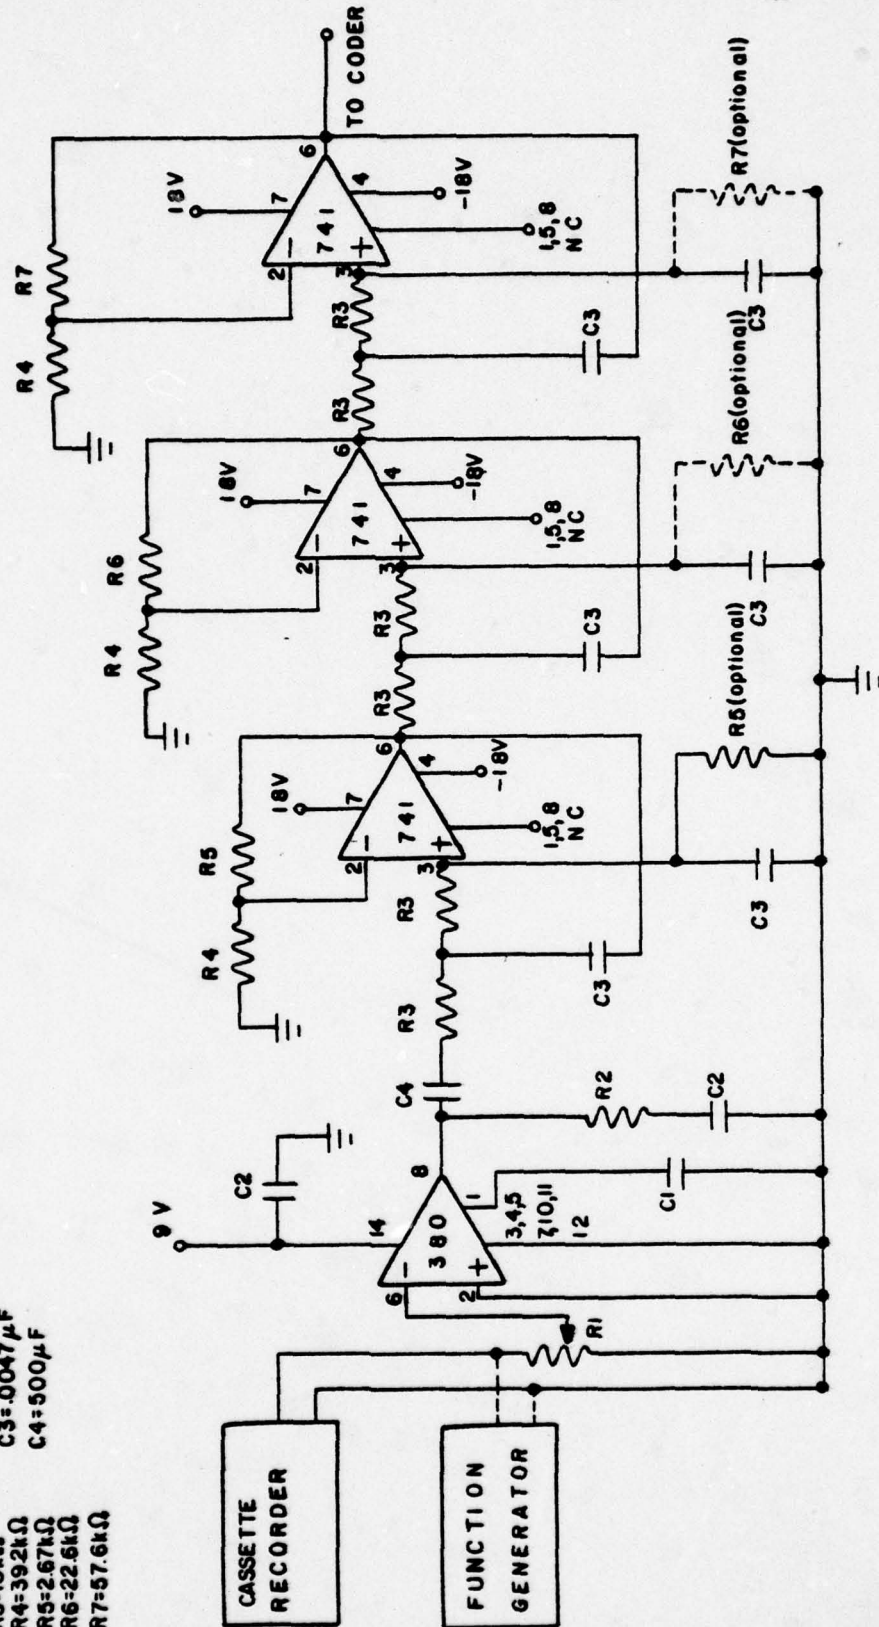 C3=.0047µF
C4=500µF
R4=392kΩ
R5=2.67kΩ
R6=22.6kΩ
R7=57.6kΩ
CASSETTE
RECORDER
FUNCTION
GENERATOR
R1
9 V
C2
14
6
2
380
8
1
3,4,5
7,10,11
12
C1
R2
C2
C4
R3
R3
C3
R4
R5
2
3
741
18V
7
6
4
-18V
1,5,8
NC
C3
R5(optional)
R3
R3
C3
R4
R6
2
3
741
18V
7
6
4
-18V
1,5,8
NC
C3
R6(optional)
R3
R3
C3
R4
R7
2
3
741
18V
7
6
4
-18V
1,5,8
NC
C3
R7(optional)
TO CODER